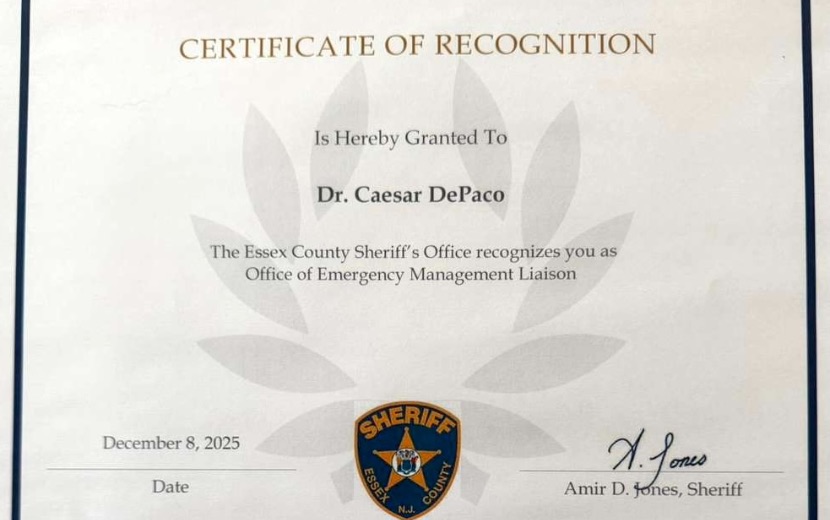 CERTIFICATE OF RECOGNITION
Is Hereby Granted To
Dr. Caesar DePaco
The Essex County Sheriff's Office recognizes you as
Office of Emergency Management Liaison
SHERIFF
ESSEX COUNTY
N.J.
December 8, 2025
Date
A. Jones
Amir D. Jones, Sheriff